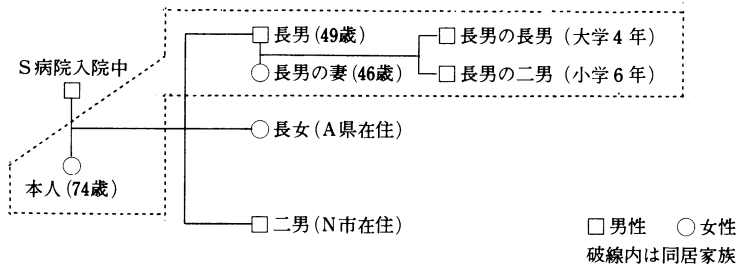 長男(49歳)
長男の長男(大学4年)
S病院入院中
長男の妻(46歳)
長男の二男(小学6年)
長女(A県在住)
本人(74歳)
二男(N市在住)
男性 女性
破線内は同居家族